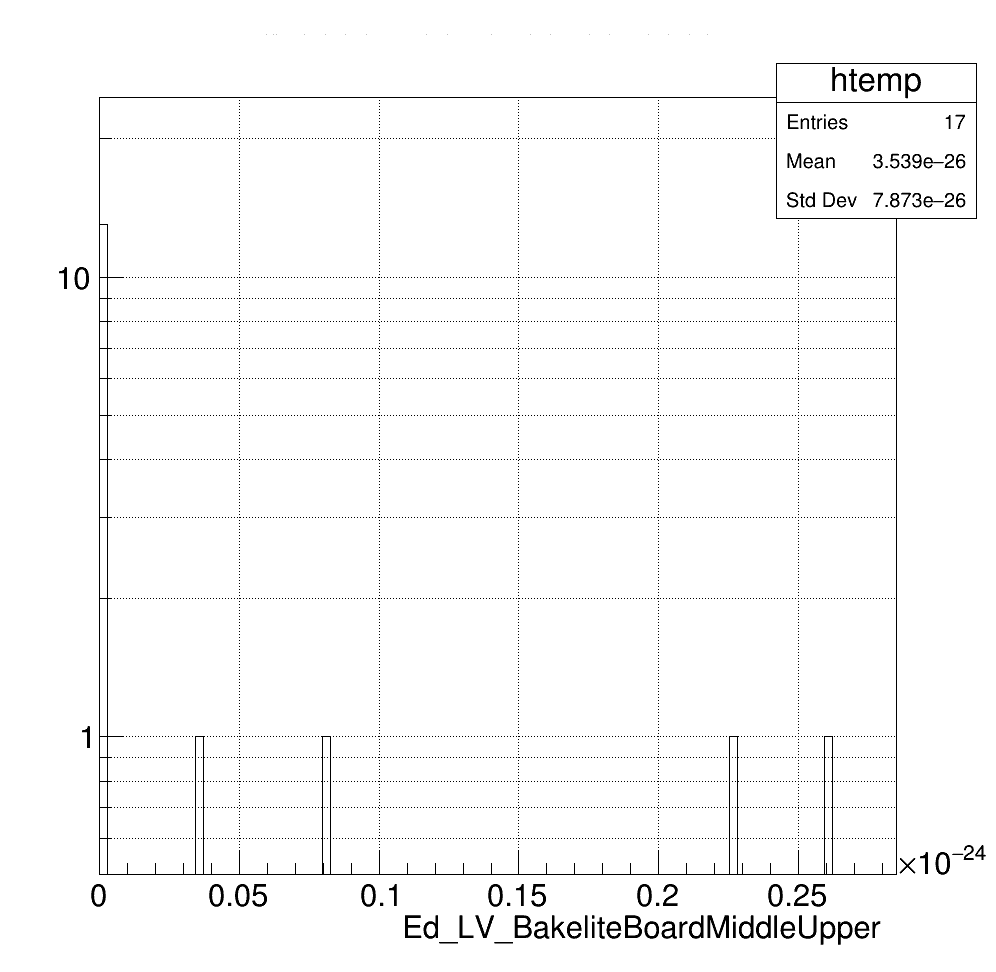 htemp
Entries 17
Mean 3.539e−26
Std Dev 7.873e−26
10
1
0 0.05 0.1 0.15 0.2 0.25
×10−24
Ed_LV_BakeliteBoardMiddleUpper